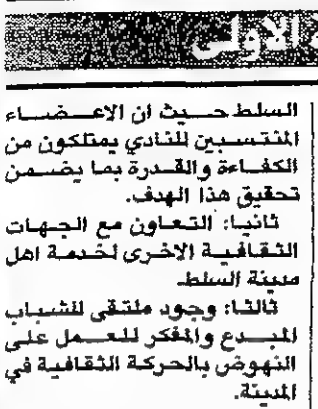 الاولى
السلط حيث ان الاعضاء
المنتسبين للنادي يمتلكون من
الكفاءة والقدرة بما يضمن
تحقيق هذا الهدف.
ثانيا: التعاون مع الجهات
الثقافية الاخرى لخدمة اهل
مدينة السلط.
ثالثا: وجود ملتقى للشباب
المبدع والمفكر للعمل على
النهوض بالحركة الثقافية في
المدينة.